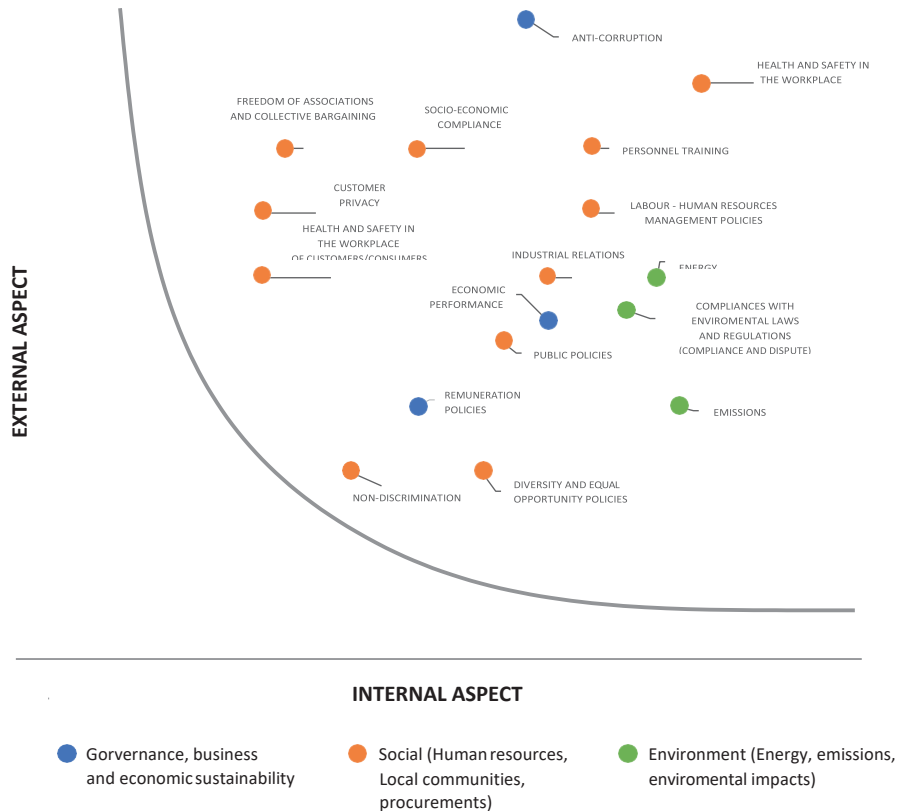 ANTI-CORRUPTION
HEALTH AND SAFETY IN
THE WORKPLACE
FREEDOM OF ASSOCIATIONS
AND COLLECTIVE BARGAINING
SOCIO-ECONOMIC
COMPLIANCE
PERSONNEL TRAINING
CUSTOMER
PRIVACY
LABOUR - HUMAN RESOURCES
MANAGEMENT POLICIES
HEALTH AND SAFETY IN
THE WORKPLACE
OF CUSTOMERS/CONSUMERS
INDUSTRIAL RELATIONS
ENERGY
ECONOMIC
PERFORMANCE
COMPLIANCES WITH
ENVIROMENTAL LAWS
AND REGULATIONS
(COMPLIANCE AND DISPUTE)
PUBLIC POLICIES
REMUNERATION
POLICIES
EMISSIONS
NON-DISCRIMINATION
DIVERSITY AND EQUAL
OPPORTUNITY POLICIES
EXTERNAL ASPECT
INTERNAL ASPECT
Gorvernance, business
and economic sustainability
Social (Human resources,
Local communities,
procurements)
Environment (Energy, emissions,
enviromental impacts)